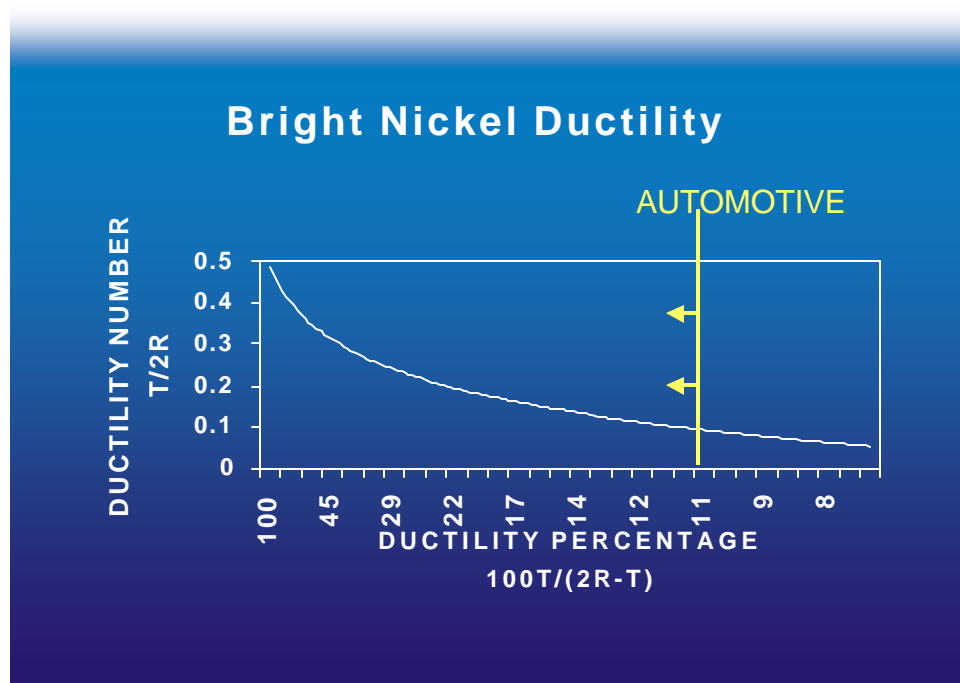 Bright Nickel Ductility
AUTOMOTIVE
DUCTILITY NUMBER
T/2R
0.5
0.4
0.3
0.2
0.1
0
100
45
29
22
17
14
12
11
9
8
DUCTILITY PERCENTAGE
100T/(2R-T)